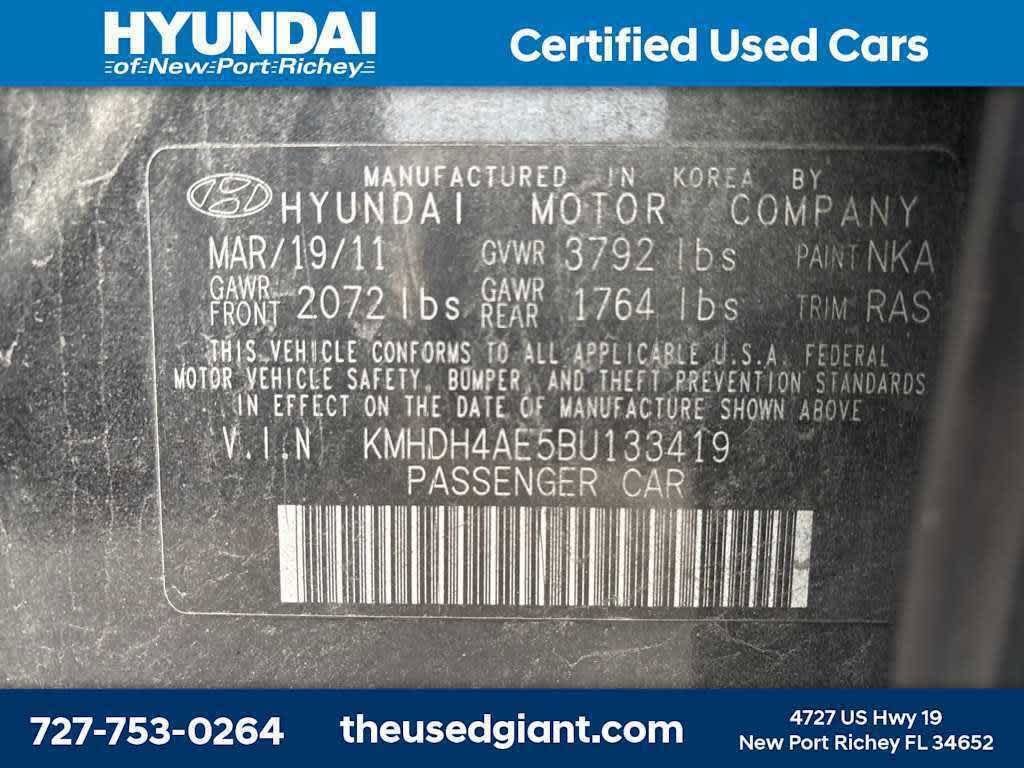 HYUNDAI
of New Port Richey
Certified Used Cars
MANUFACTURED IN KOREA BY
HYUNDAI MOTOR COMPANY
MAR/19/11 GVWR 3792 lbs PAINT NKA
GAWR FRONT 2072 lbs GAWR REAR 1764 lbs TRIM RAS
THIS VEHICLE CONFORMS TO ALL APPLICABLE U.S.A. FEDERAL
MOTOR VEHICLE SAFETY, BUMPER, AND THEFT PREVENTION STANDARDS
IN EFFECT ON THE DATE OF MANUFACTURE SHOWN ABOVE
V.I.N KMHDH4AE5BU133419
PASSENGER CAR
727-753-0264
theusedgiant.com
4727 US Hwy 19
New Port Richey FL 34652